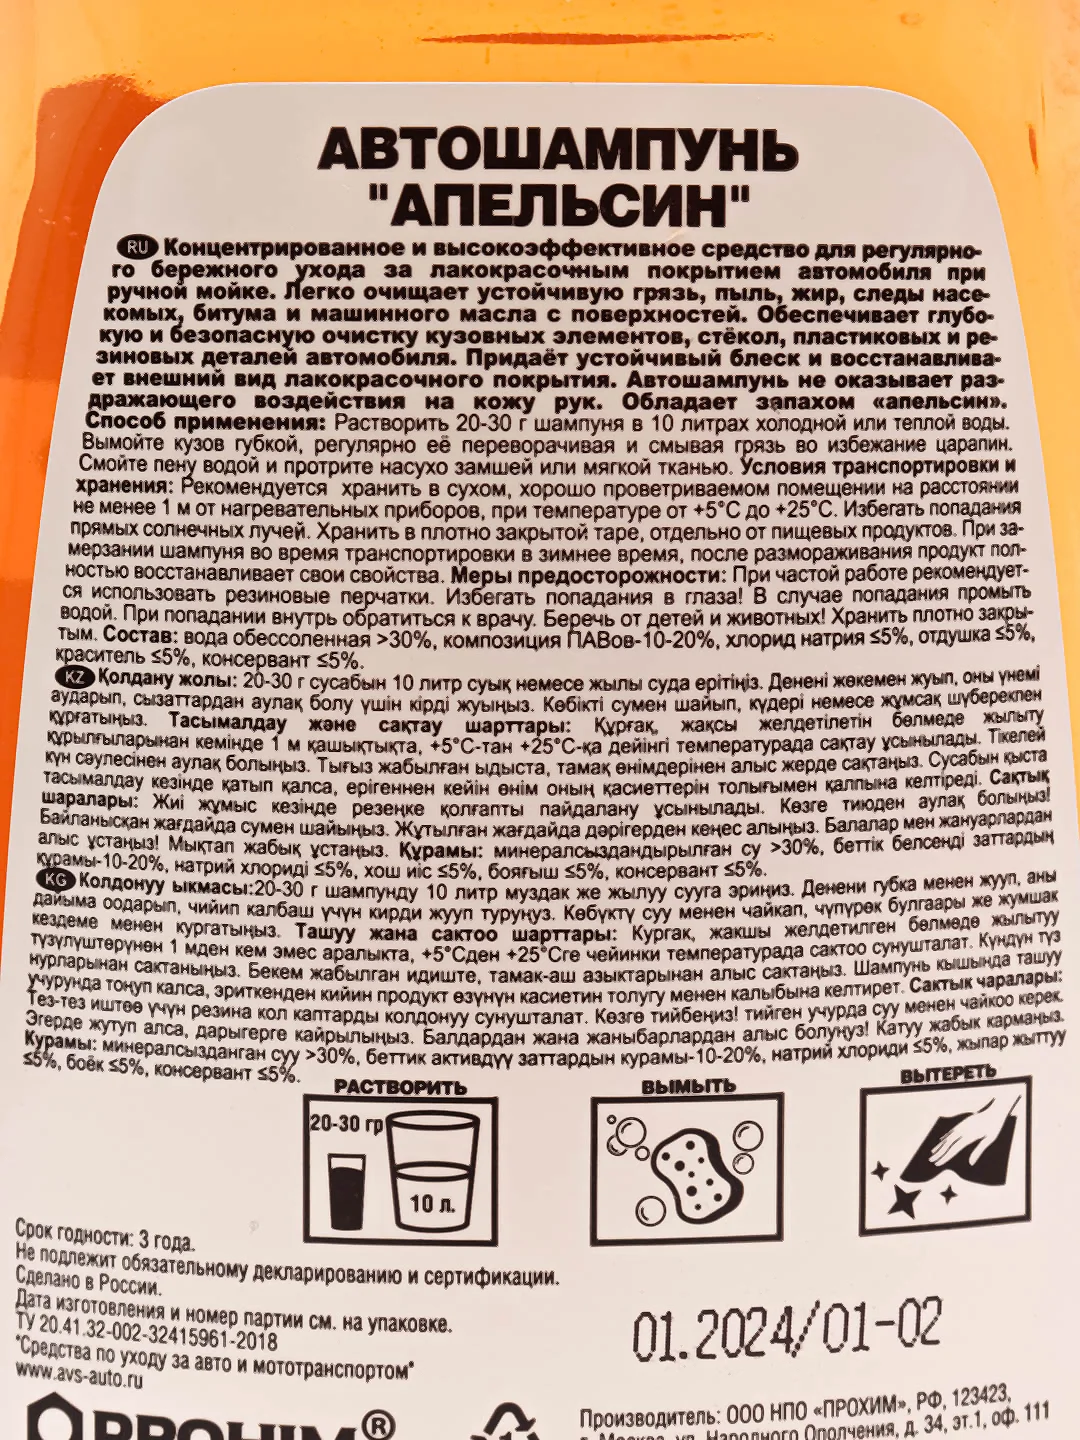 АВТОШАМПУНЬ
"АПЕЛЬСИН"
RU Концентрированное и высокоэффективное средство для регулярно-
го бережного ухода за лакокрасочным покрытием автомобиля при
ручной мойке. Легко очищает устойчивую грязь, пыль, жир, следы насе-
комых, битума и машинного масла с поверхностей. Обеспечивает глубо-
кую и безопасную очистку кузовных элементов, стёкол, пластиковых и ре-
зиновых деталей автомобиля. Придаёт устойчивый блеск и восстанавлива-
ет внешний вид лакокрасочного покрытия. Автошампунь не оказывает раз-
дражающего воздействия на кожу рук. Обладает запахом «апельсин».
Способ применения: Растворить 20-30 г шампуня в 10 литрах холодной или теплой воды.
Вымойте кузов губкой, регулярно её переворачивая и смывая грязь во избежание царапин.
Смойте пену водой и протрите насухо замшей или мягкой тканью. Условия транспортировки и
хранения: Рекомендуется хранить в сухом, хорошо проветриваемом помещении на расстоянии
не менее 1 м от нагревательных приборов, при температуре от +5°С до +25°С. Избегать попадания
прямых солнечных лучей. Хранить в плотно закрытой таре, отдельно от пищевых продуктов. При за-
мерзании шампуня во время транспортировки в зимнее время, после размораживания продукт пол-
ностью восстанавливает свои свойства. Меры предосторожности: При частой работе рекомендует-
ся использовать резиновые перчатки. Избегать попадания в глаза! В случае попадания промыть
водой. При попадании внутрь обратиться к врачу. Беречь от детей и животных! Хранить плотно закры-
тым. Состав: вода обессоленная >30%, композиция ПАВов-10-20%, хлорид натрия ≤5%, отдушка ≤5%,
краситель ≤5%, консервант ≤5%.
KZ Қолдану жолы: 20-30 г сусабын 10 литр суық немесе жылы суда ерітіңіз. Денені жөкемен жуып, оны үнемі
аударып, сызаттардан аулақ болу үшін кірді жуыңыз. Көбікті сумен шайып, күдері немесе жұмсақ шүберекпен
құрғатыңыз. Тасымалдау және сақтау шарттары: Құрғақ, жақсы желдетілетін бөлмеде жылыту
құрылғыларынан кемінде 1 м қашықтықта, +5°С-тан +25°С-қа дейінгі температурада сақтау ұсынылады. Тікелей
күн сәулесінен аулақ болыңыз. Тығыз жабылған ыдыста, тамақ өнімдерінен алыс жерде сақтаңыз. Сусабын қыста
тасымалдау кезінде қатып қалса, ерігеннен кейін өнім оның қасиеттерін толығымен қалпына келтіреді. Сақтық
шаралары: Жиі жұмыс кезінде резеңке қолғапты пайдалану ұсынылады. Көзге тиюден аулақ болыңыз!
Байланысқан жағдайда сумен шайыңыз. Жұтылған жағдайда дәрігерден кеңес алыңыз. Балалар мен жануарлардан
алыс ұстаңыз! Мықтап жабық ұстаңыз. Құрамы: минералсыздандырылған су >30%, беттік белсенді заттардың
құрамы-10-20%, натрий хлориді ≤5%, хош иіс ≤5%, бояғыш ≤5%, консервант ≤5%.
KG Колдонуу ыкмасы:20-30 г шампунду 10 литр муздак же жылуу сууга эриңиз. Денени губка менен жууп, аны
дайыма оодарып, чийип калбаш үчүн кирди жууп туруңуз. Көбүктү суу менен чайкап, чүпүрөк булгаары же жумшак
кездеме менен кургатыңыз. Ташуу жана сактоо шарттары: Кургак, жакшы желдетилген бөлмөдө жылытуу
түзүлүштөрүнөн 1 мден кем эмес аралыкта, +5°Сден +25°Сге чейинки температурада сактоо сунушталат. Күндүн түз
нурларынан сактаныңыз. Бекем жабылган идиште, тамак-аш азыктарынан алыс сактаңыз. Шампунь кышында ташуу
учурунда тоңуп калса, эриткенден кийин продукт өзүнүн касиетин толугу менен калыбына келтирет. Сактык чаралары:
Тез-тез иштөө үчүн резина кол каптарды колдонуу сунушталат. Көзгө тийбеңиз! тийген учурда суу менен чайкоо керек.
Эгерде жутуп алса, дарыгерге кайрылыңыз. Балдардан жана жаныбарлардан алыс болуңуз! Катуу жабык кармаңыз.
Курамы: минералсызданган суу >30%, беттик активдүү заттардын курамы-10-20%, натрий хлориди ≤5%, жыпар жыттуу
≤5%, боёк ≤5%, консервант ≤5%.
РАСТВОРИТЬ
20-30 гр
10 л.
ВЫМЫТЬ
ВЫТЕРЕТЬ
Срок годности: 3 года.
Не подлежит обязательному декларированию и сертификации.
Сделано в России.
Дата изготовления и номер партии см. на упаковке.
ТУ 20.41.32-002-32415961-2018
"Средства по уходу за авто и мототранспортом"
www.avs-auto.ru
01.2024/01-02
PROHIM®
Производитель: ООО НПО «ПРОХИМ», РФ, 123423,
г. Москва, ул. Народного Ополчения, д. 34, эт.1, оф. 111